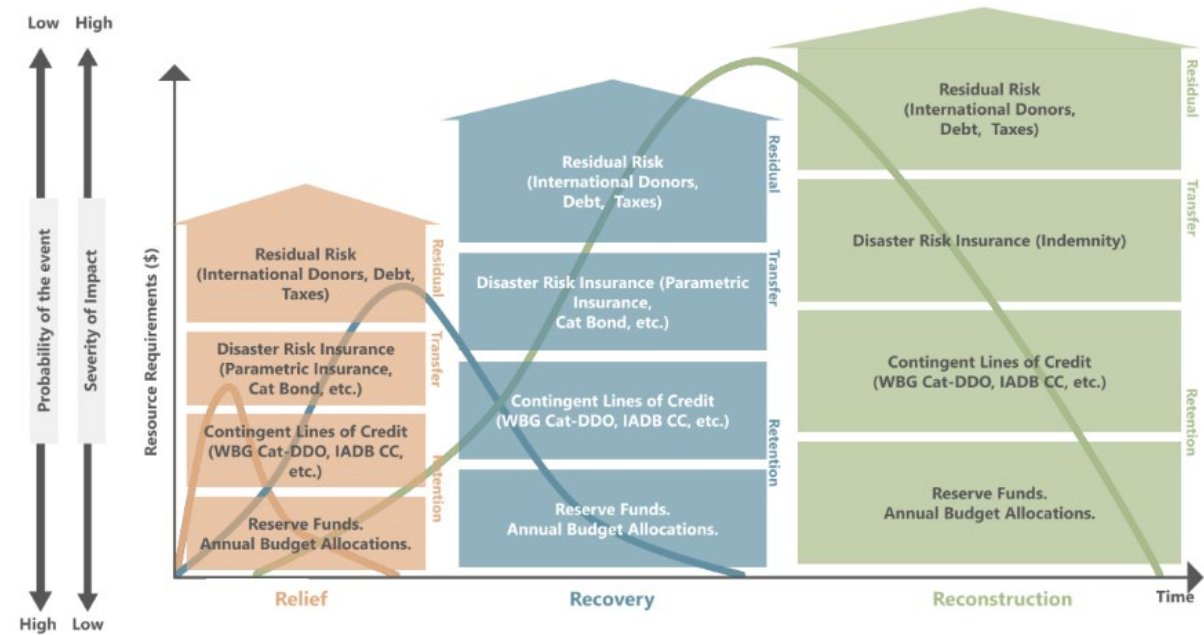 Low
High
Probability of the event
Severity of Impact
High
Low
Resource Requirements ($)
Residual Risk
(International Donors, Debt,
Taxes)
Disaster Risk Insurance
(Parametric Insurance,
Cat Bond, etc.)
Contingent Lines of Credit
(WBG Cat-DDO, IADB CC,
etc.)
Reserve Funds.
Annual Budget Allocations.
Residual
Transfer
Retention
Relief
Residual Risk
(International Donors,
Debt, Taxes)
Disaster Risk Insurance (Parametric
Insurance,
Cat Bond, etc.)
Contingent Lines of Credit
(WBG Cat-DDO, IADB CC, etc.)
Reserve Funds.
Annual Budget Allocations.
Residual
Transfer
Retention
Recovery
Residual Risk
(International Donors,
Debt, Taxes)
Disaster Risk Insurance (Indemnity)
Contingent Lines of Credit
(WBG Cat-DDO, IADB CC, etc.)
Reserve Funds.
Annual Budget Allocations.
Residual
Transfer
Retention
Reconstruction
Time